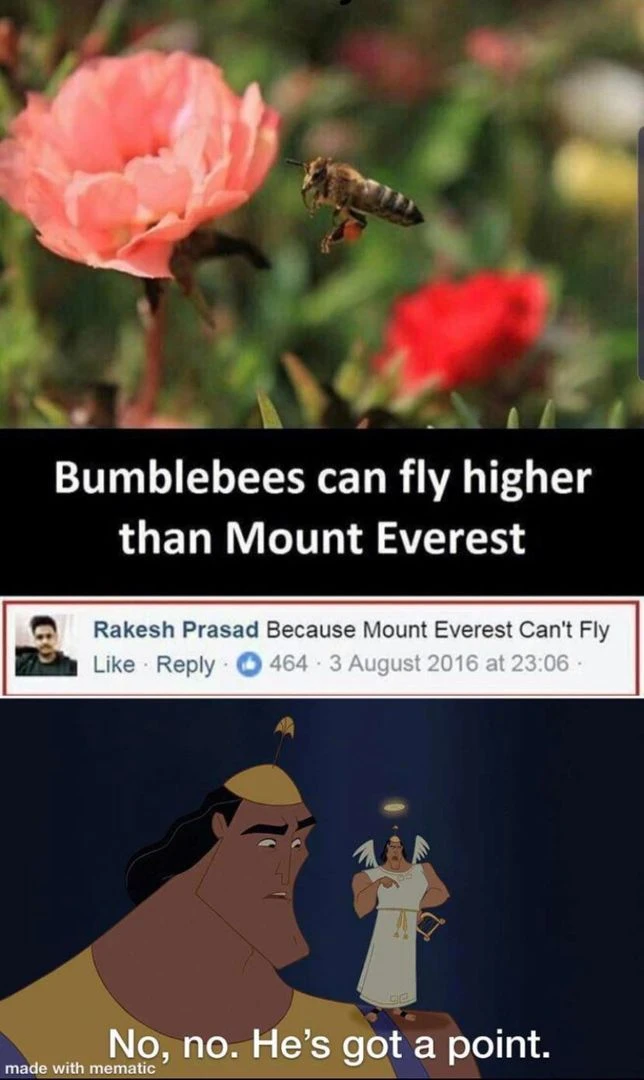 Bumblebees can fly higher
than Mount Everest
Rakesh Prasad Because Mount Everest Can't Fly
Like · Reply · 464 · 3 August 2016 at 23:06 ·
No, no. He's got a point.
made with mematic